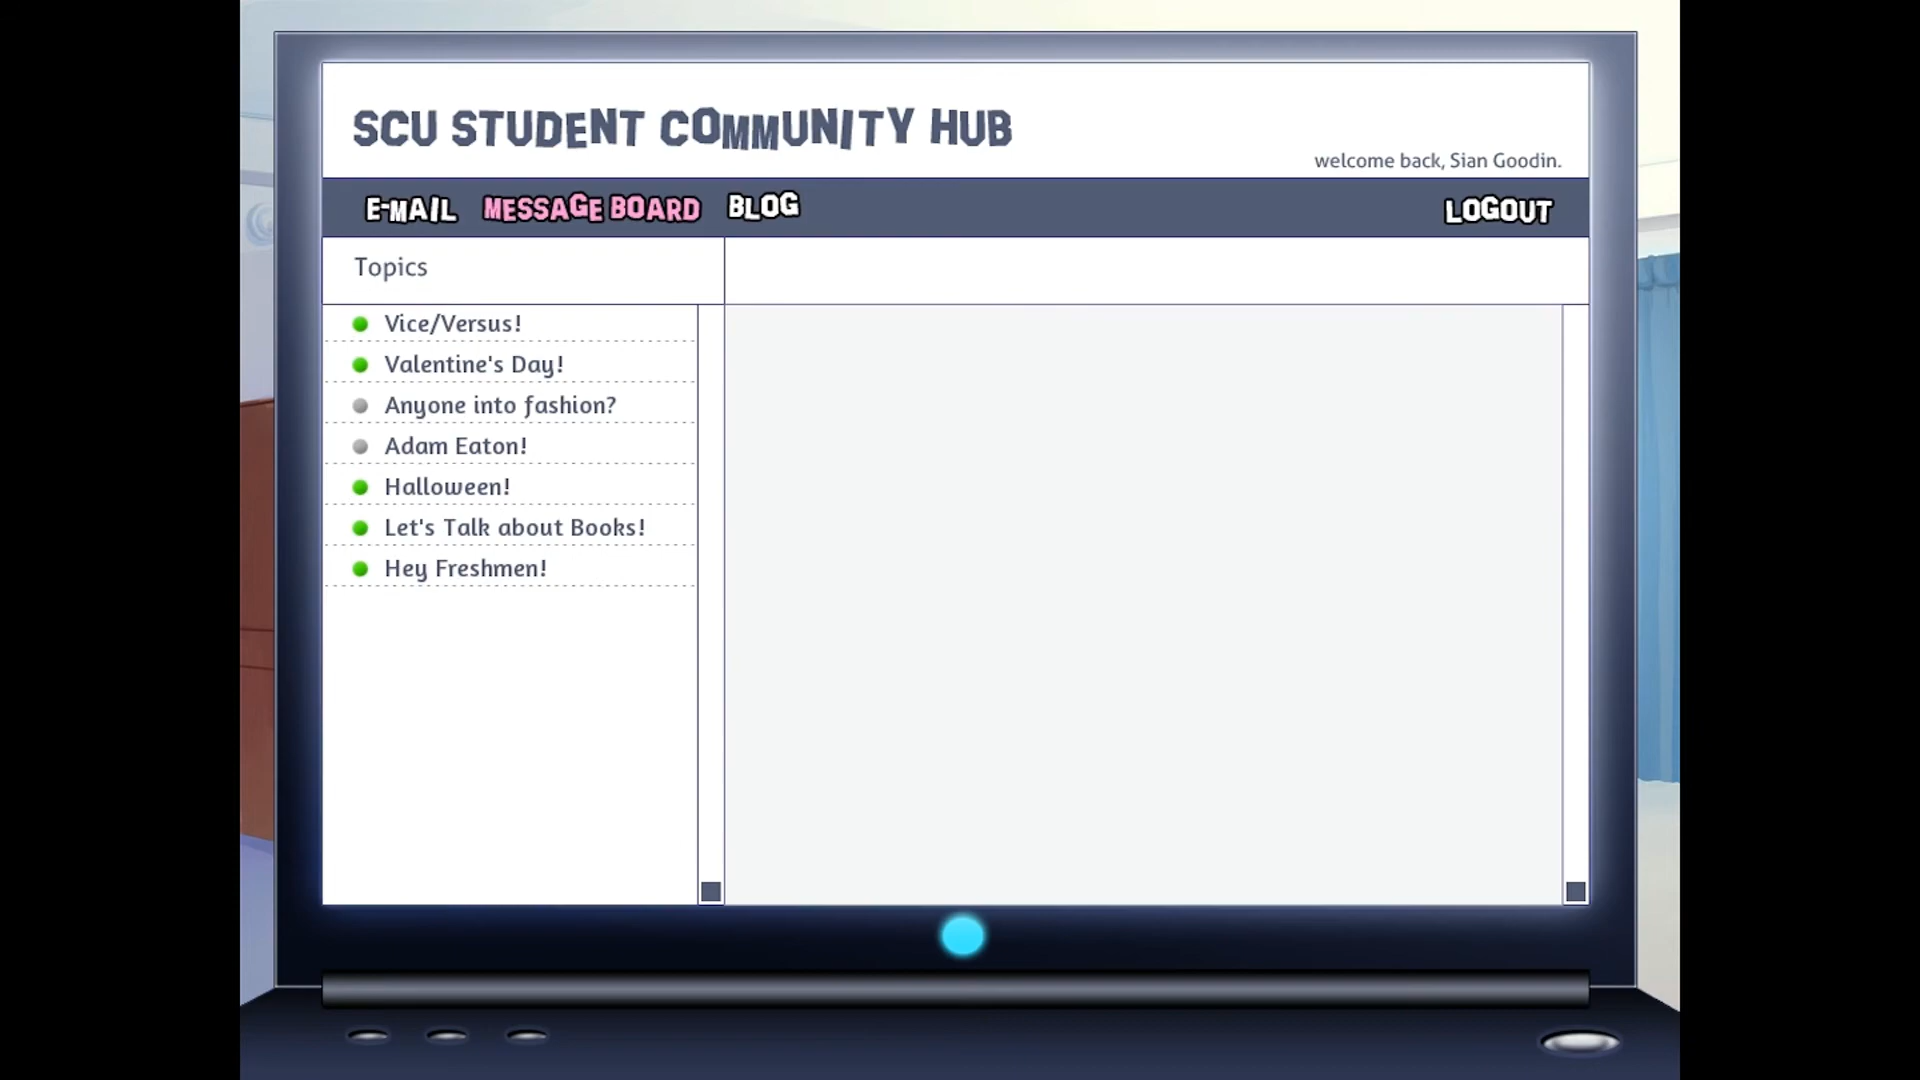 SCU STUDENT COMMUNITY HUB
welcome back, Sian Goodin.
E-MAIL MESSAGE BOARD BLOG LOGOUT
Topics
Vice/Versus!
Valentine's Day!
Anyone into fashion?
Adam Eaton!
Halloween!
Let's Talk about Books!
Hey Freshmen!